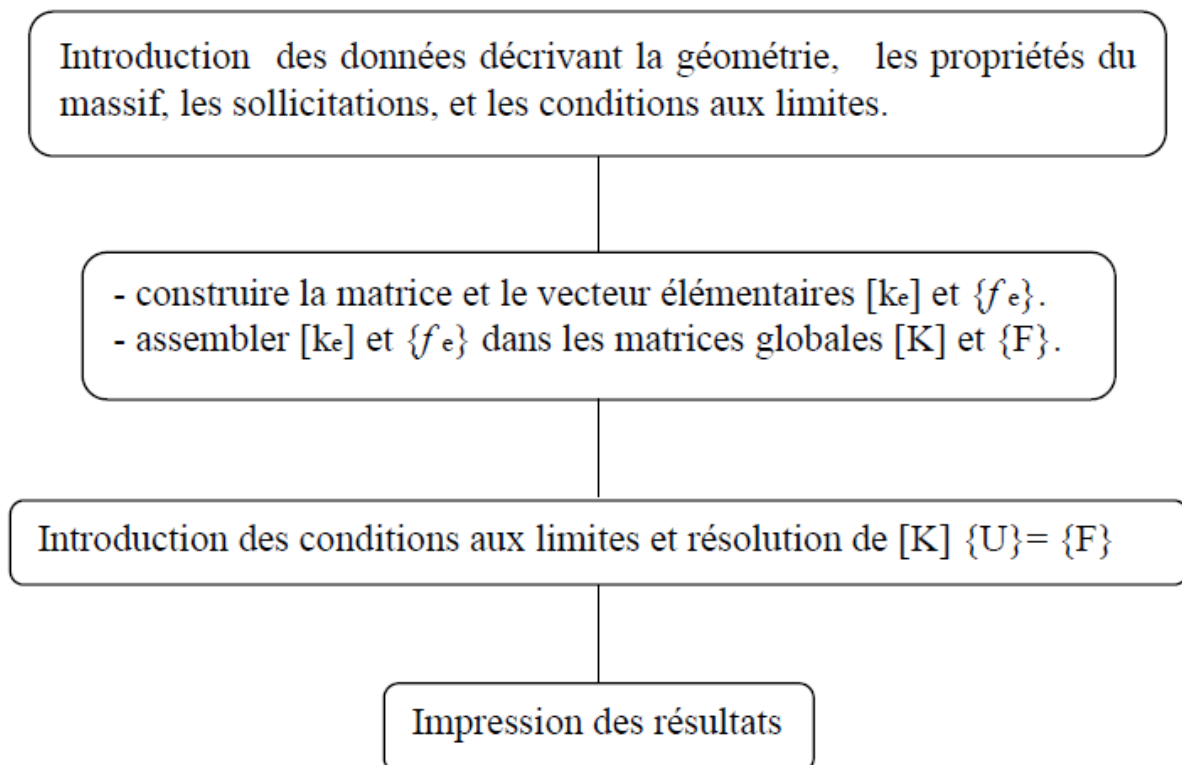 Introduction des données décrivant la géométrie, les propriétés du
massif, les sollicitations, et les conditions aux limites.
- construire la matrice et le vecteur élémentaires [ke] et {f e}.
- assembler [ke] et {f e} dans les matrices globales [K] et {F}.
Introduction des conditions aux limites et résolution de [K] {U}= {F}
Impression des résultats